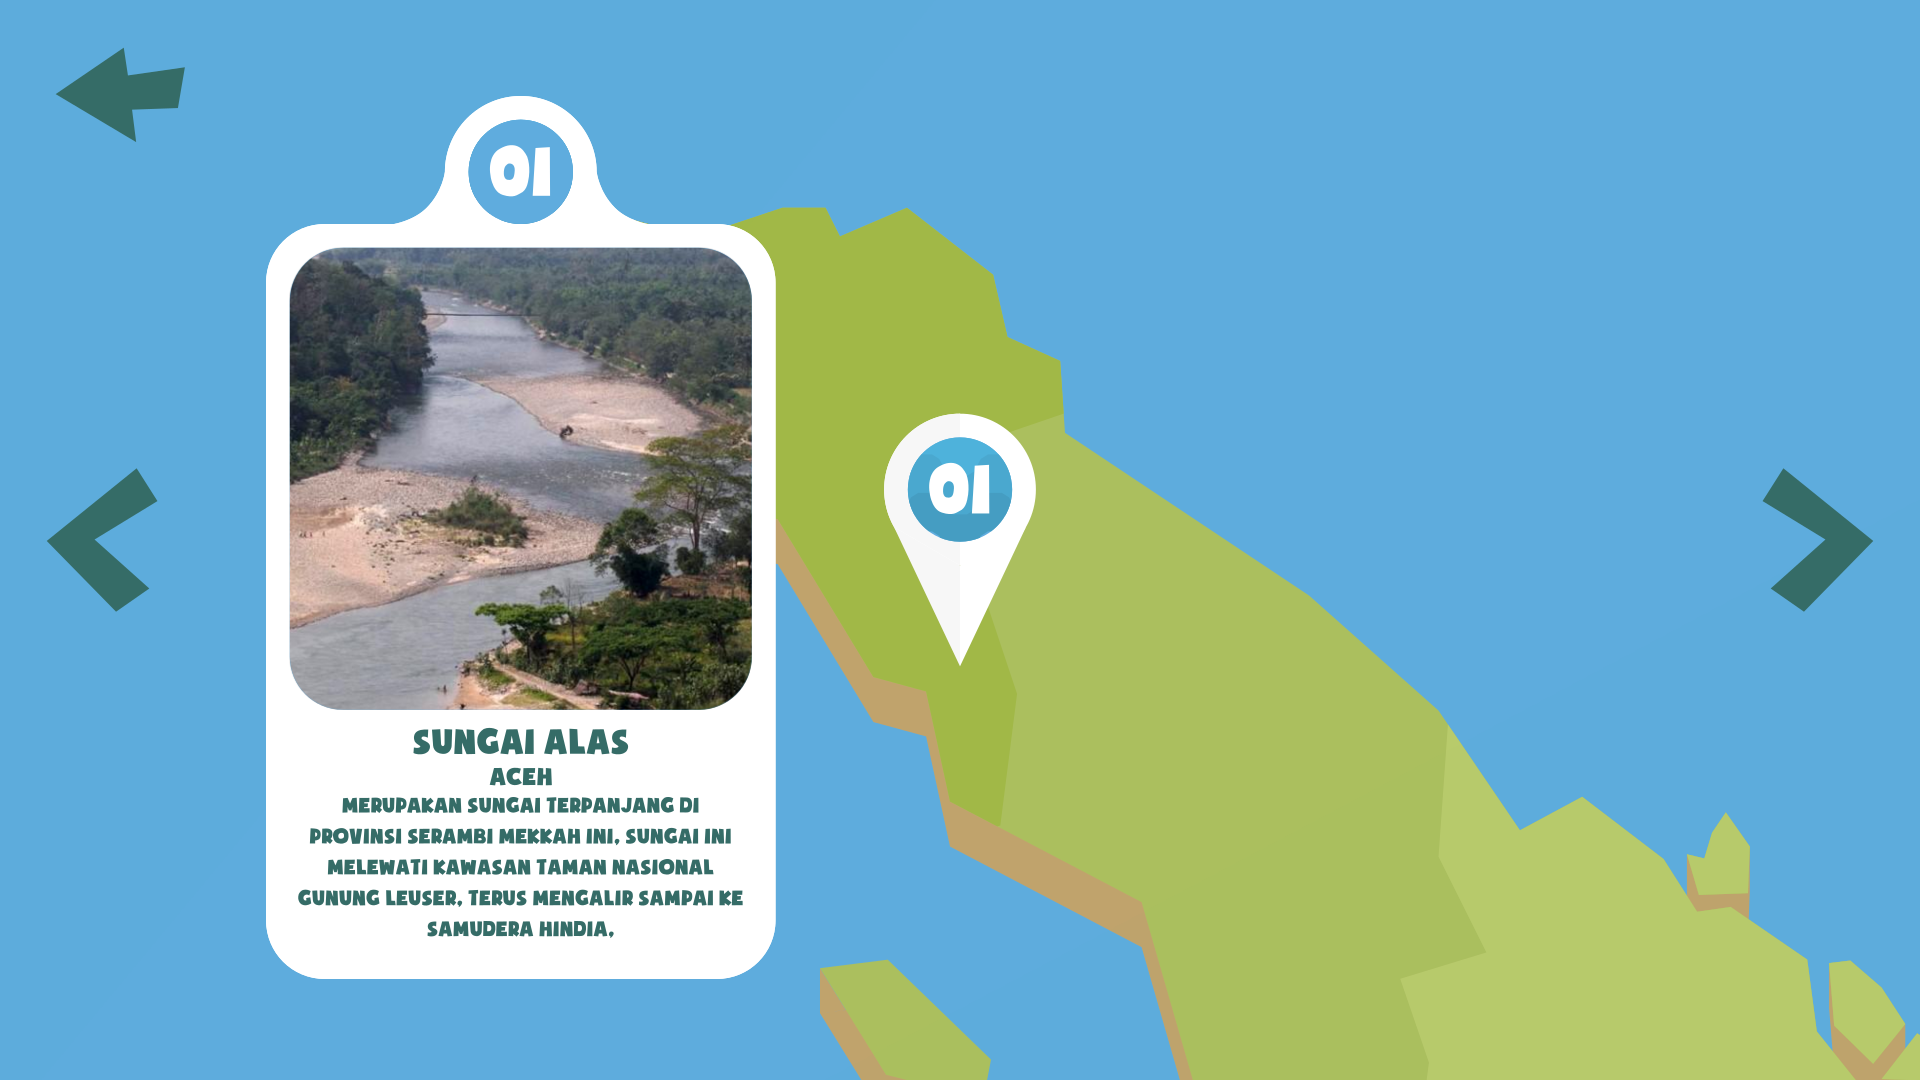 01
SUNGAI ALAS
ACEH
MERUPAKAN SUNGAI TERPANJANG DI
PROVINSI SERAMBI MEKKAH INI, SUNGAI INI
MELEWATI KAWASAN TAMAN NASIONAL
GUNUNG LEUSER, TERUS MENGALIR SAMPAI KE
SAMUDERA HINDIA,
01